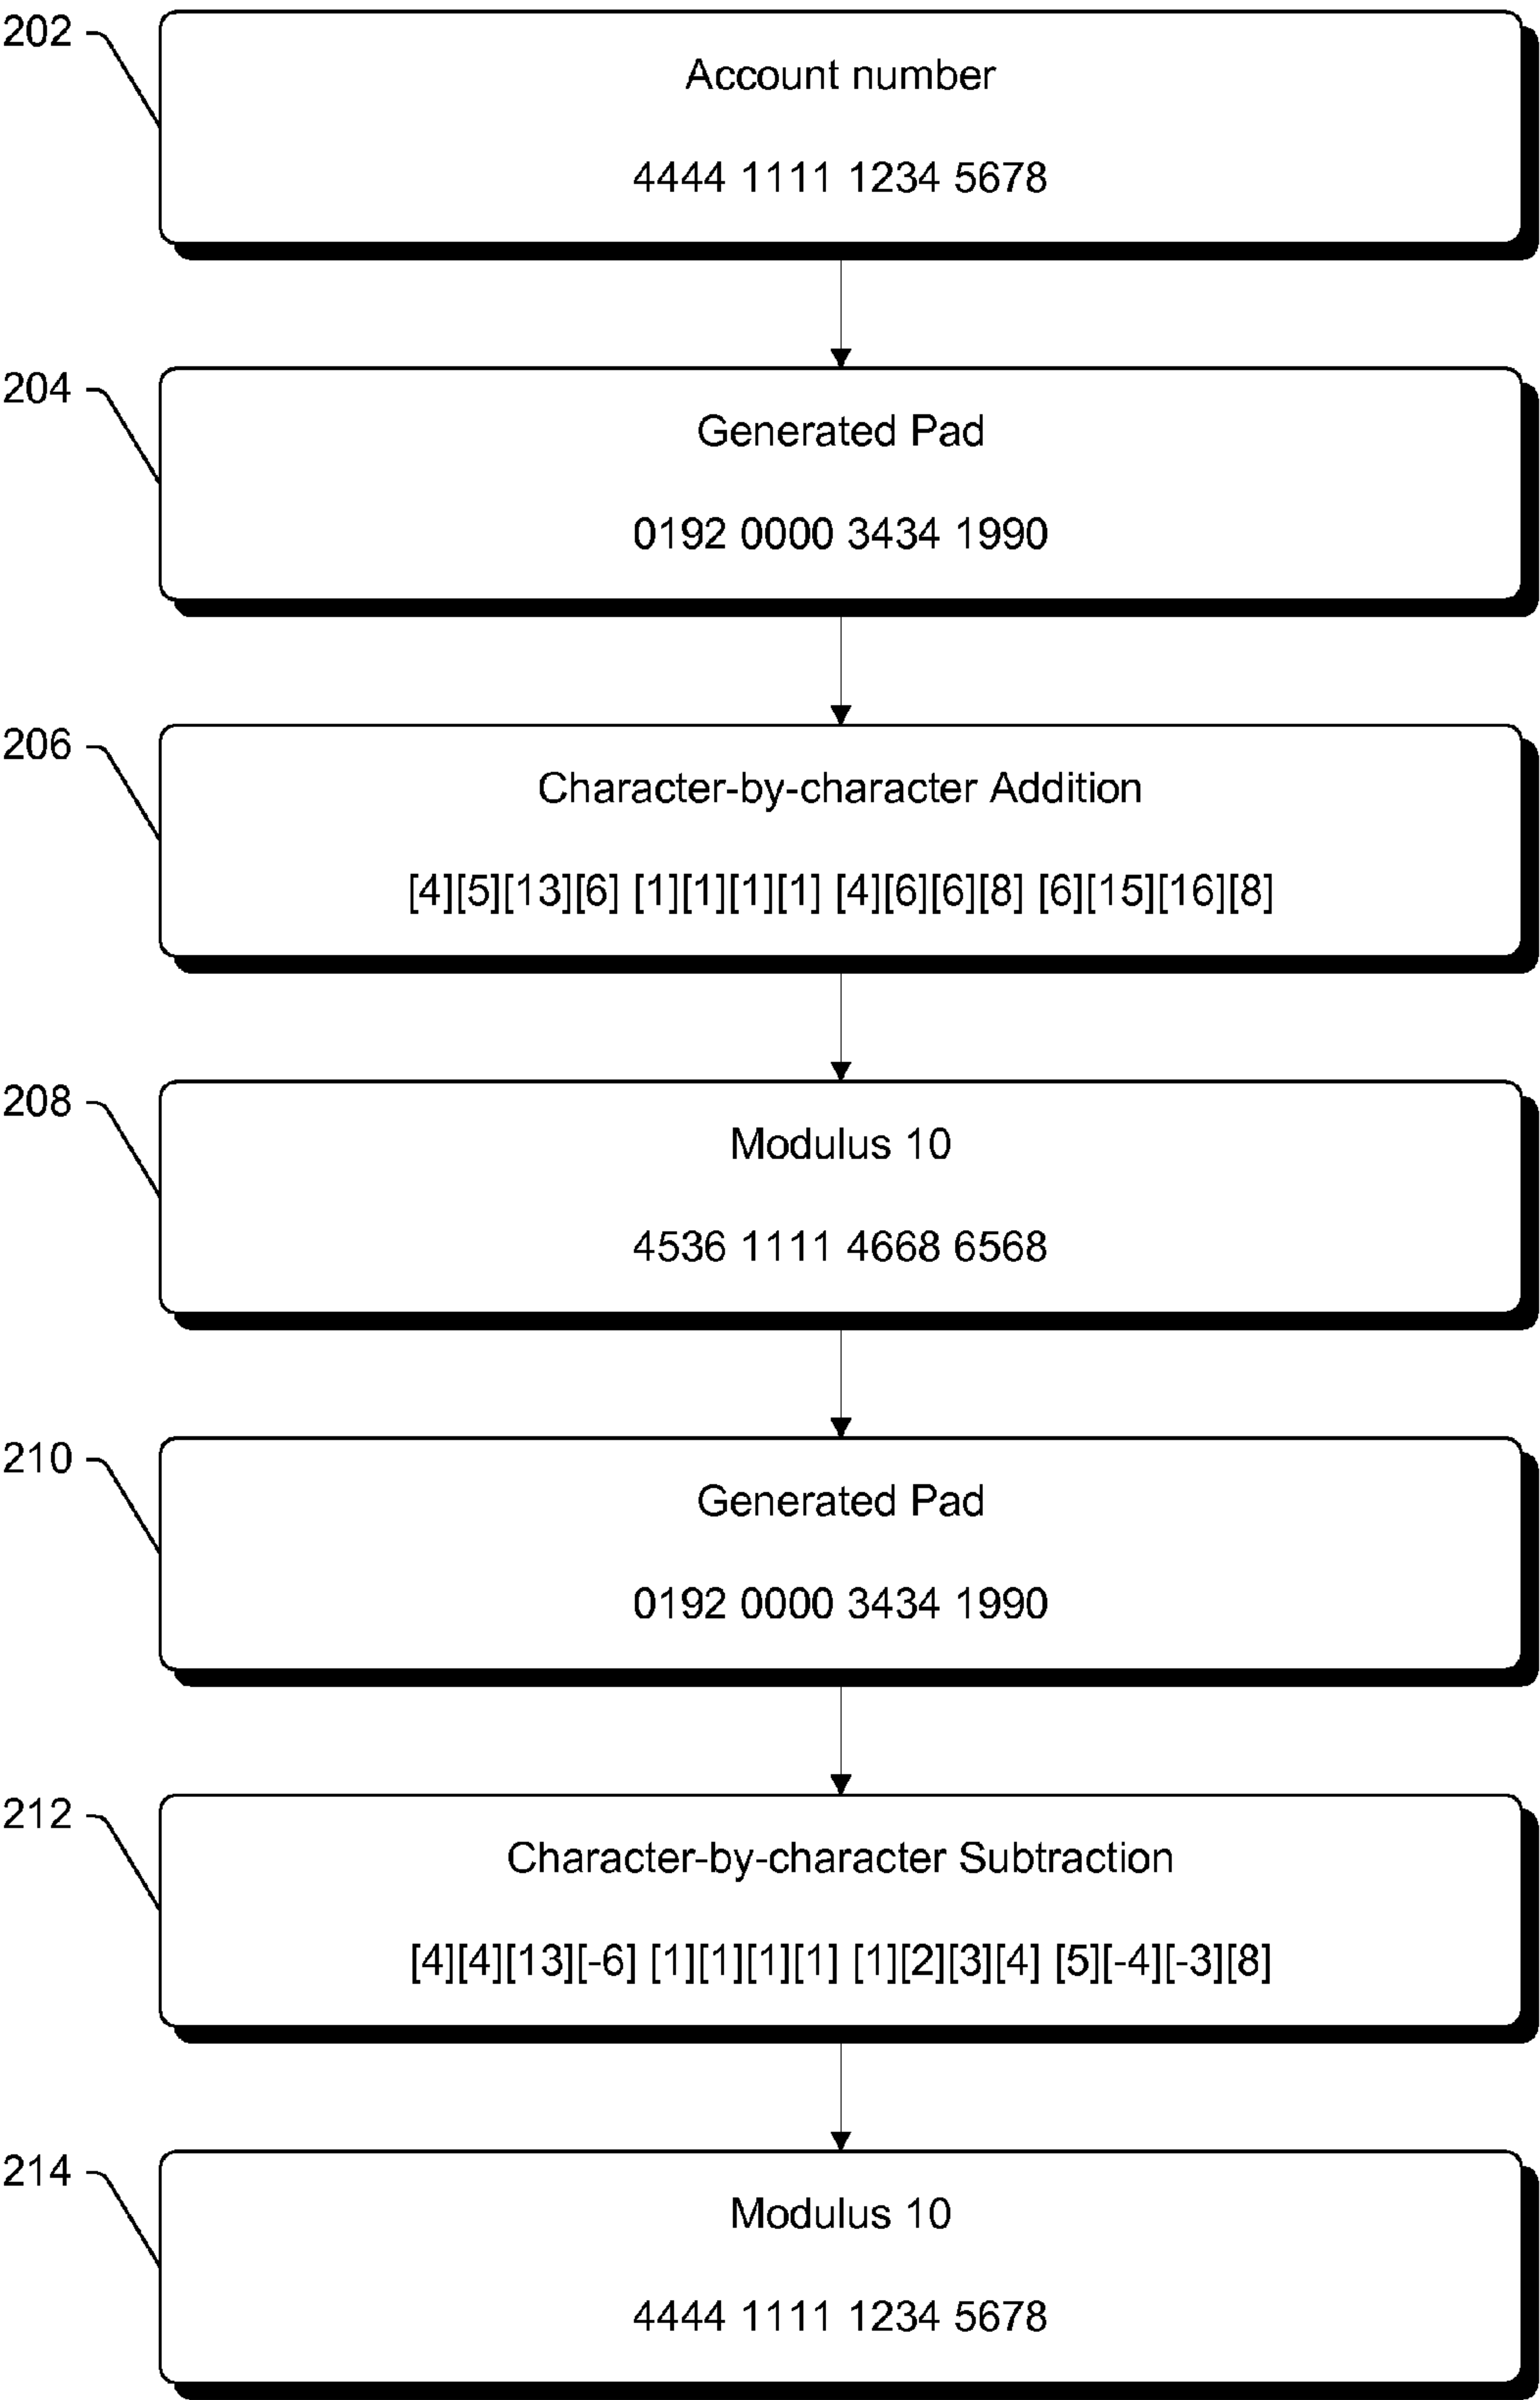 202
Account number
4444 1111 1234 5678
204
Generated Pad
0192 0000 3434 1990
206
Character-by-character Addition
[4][5][13][6] [1][1][1][1] [4][6][6][8] [6][15][16][8]
208
Modulus 10
4536 1111 4668 6568
210
Generated Pad
0192 0000 3434 1990
212
Character-by-character Subtraction
[4][4][13][-6] [1][1][1][1] [1][2][3][4] [5][-4][-3][8]
214
Modulus 10
4444 1111 1234 5678